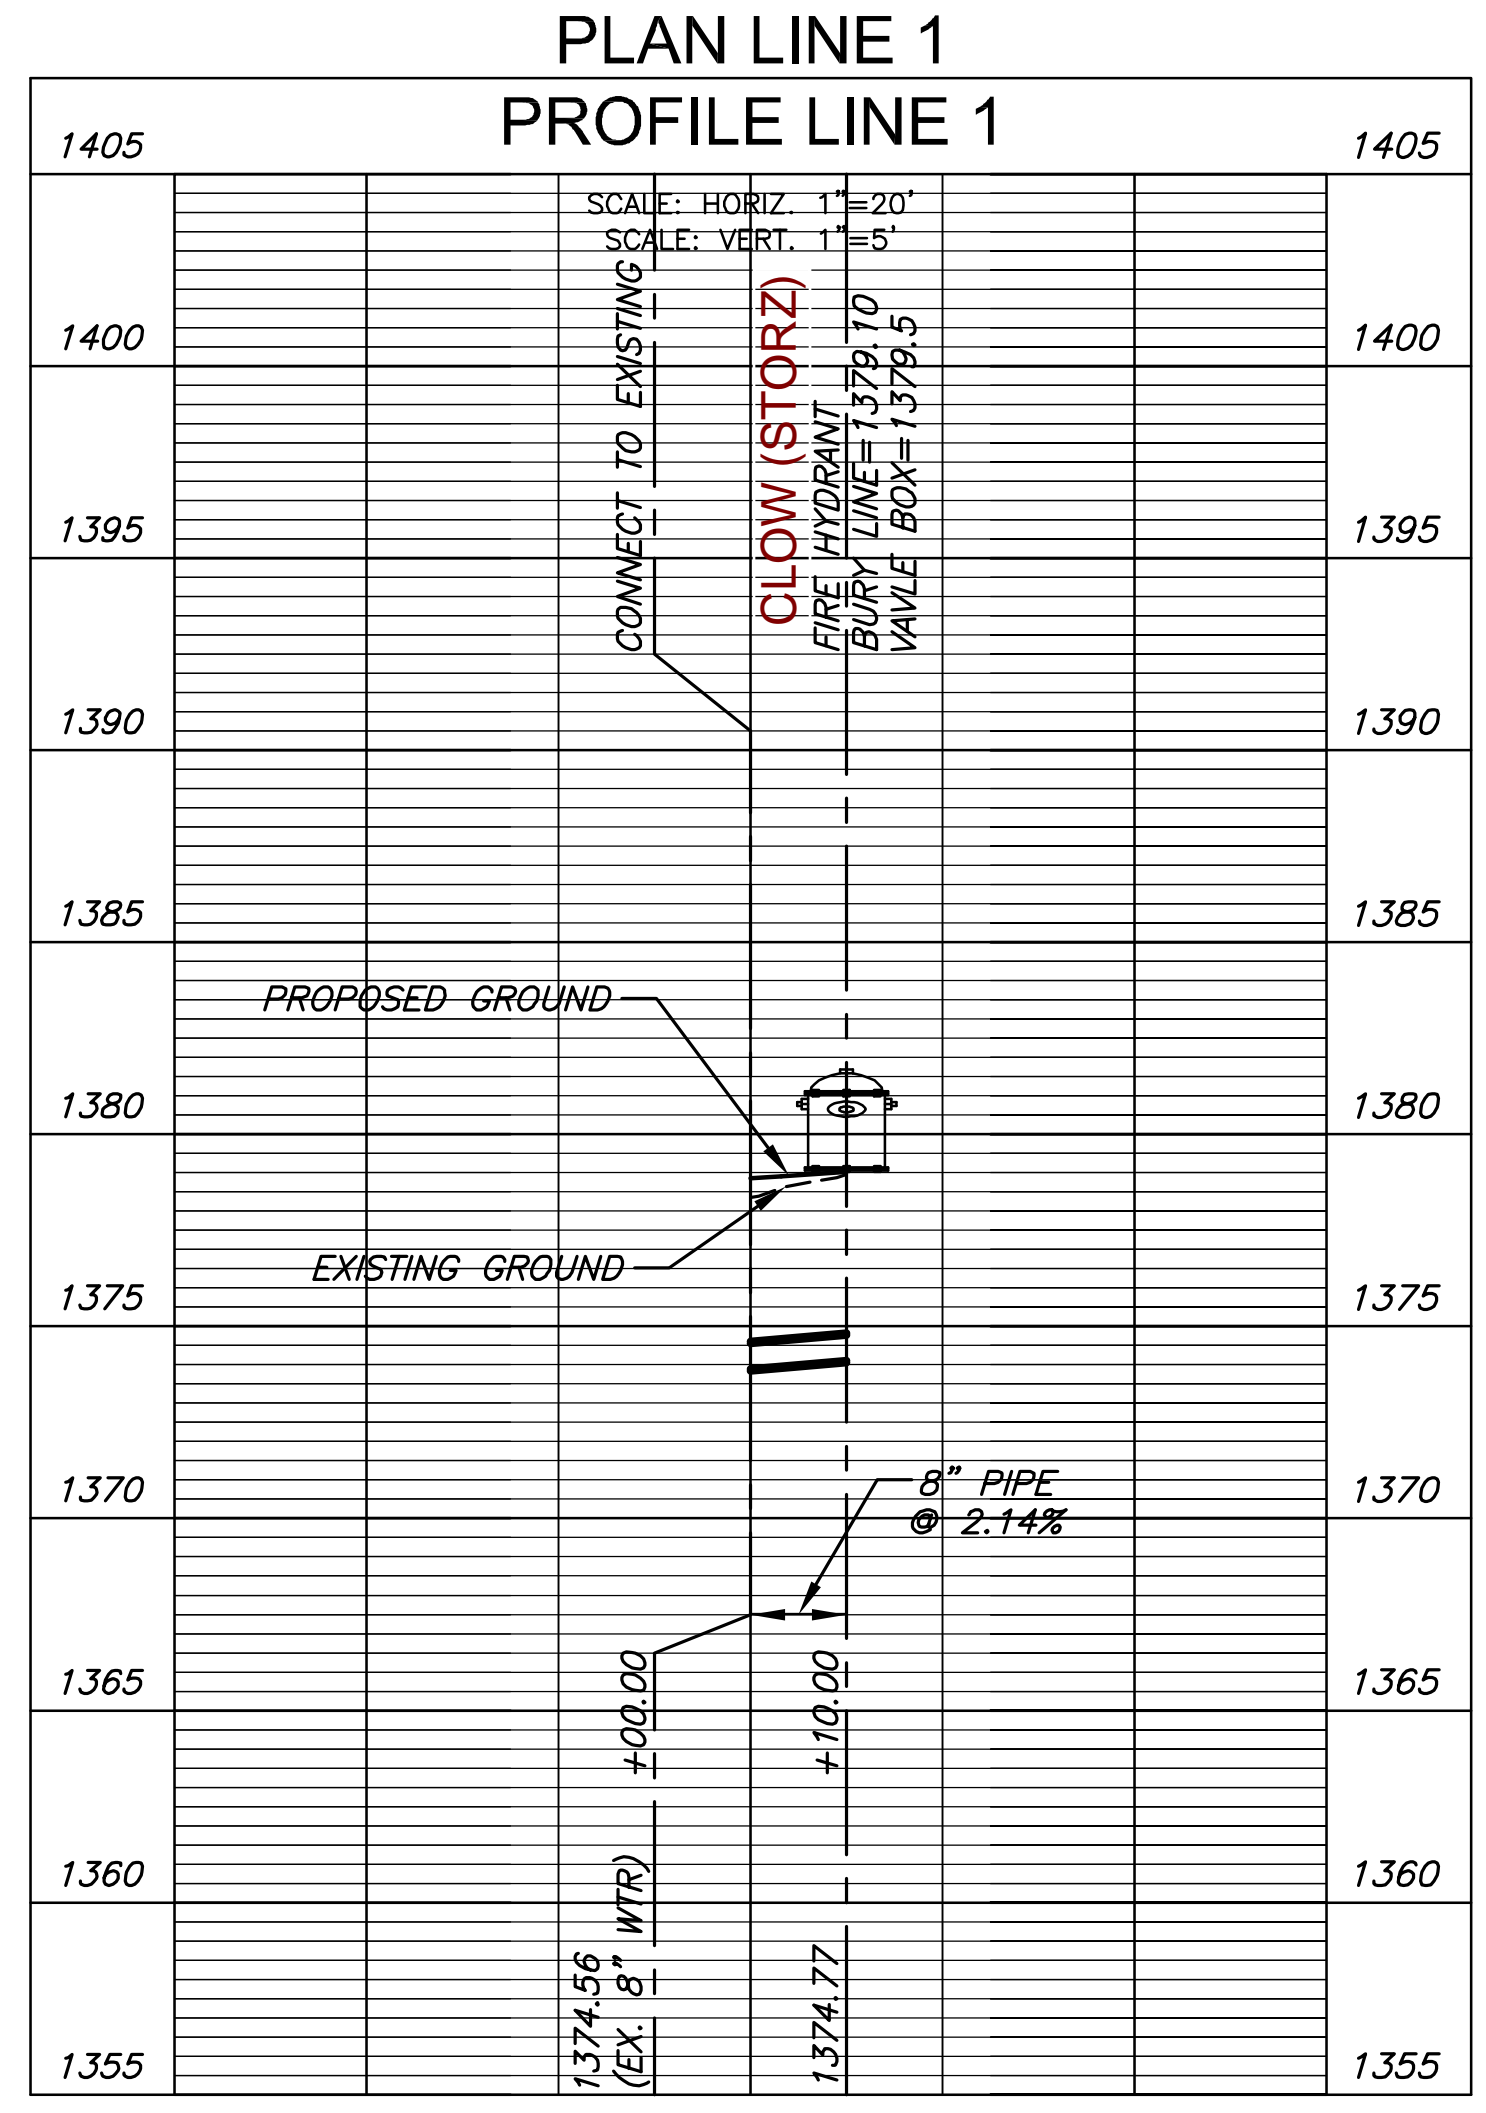 PLAN LINE 1
PROFILE LINE 1
1405
1405
SCALE: HORIZ. 1"=20'
SCALE: VERT. 1"=5'
1400
1400
CONNECT TO EXISTING
CLOW (STORZ)
FIRE HYDRANT
BURY LINE=1379.10
VAVLE BOX=1379.5
1395
1395
1390
1390
1385
1385
PROPOSED GROUND
1380
1380
EXISTING GROUND
1375
1375
1370
1370
8" PIPE
@ 2.14%
+00.00
+10.00
1365
1365
1360
1360
1374.56
(EX. 8" WTR)
1374.77
1355
1355